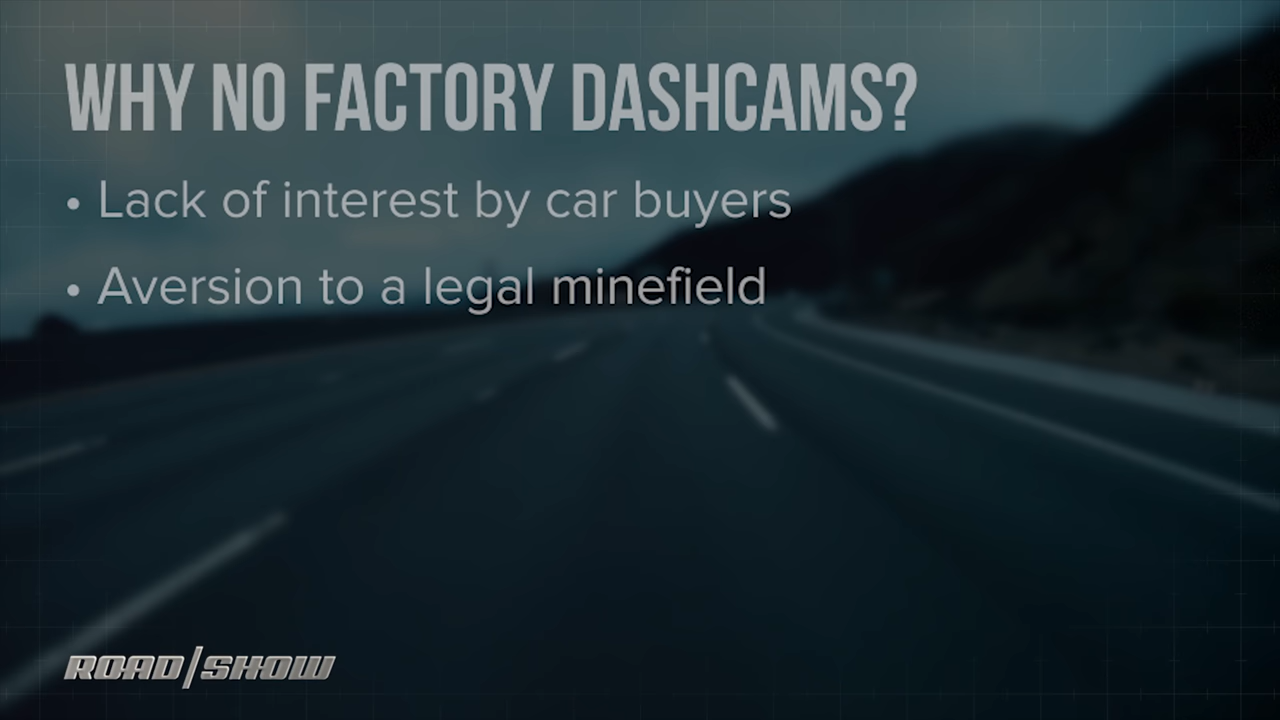 WHY NO FACTORY DASHCAMS?
• Lack of interest by car buyers
• Aversion to a legal minefield
ROAD/SHOW